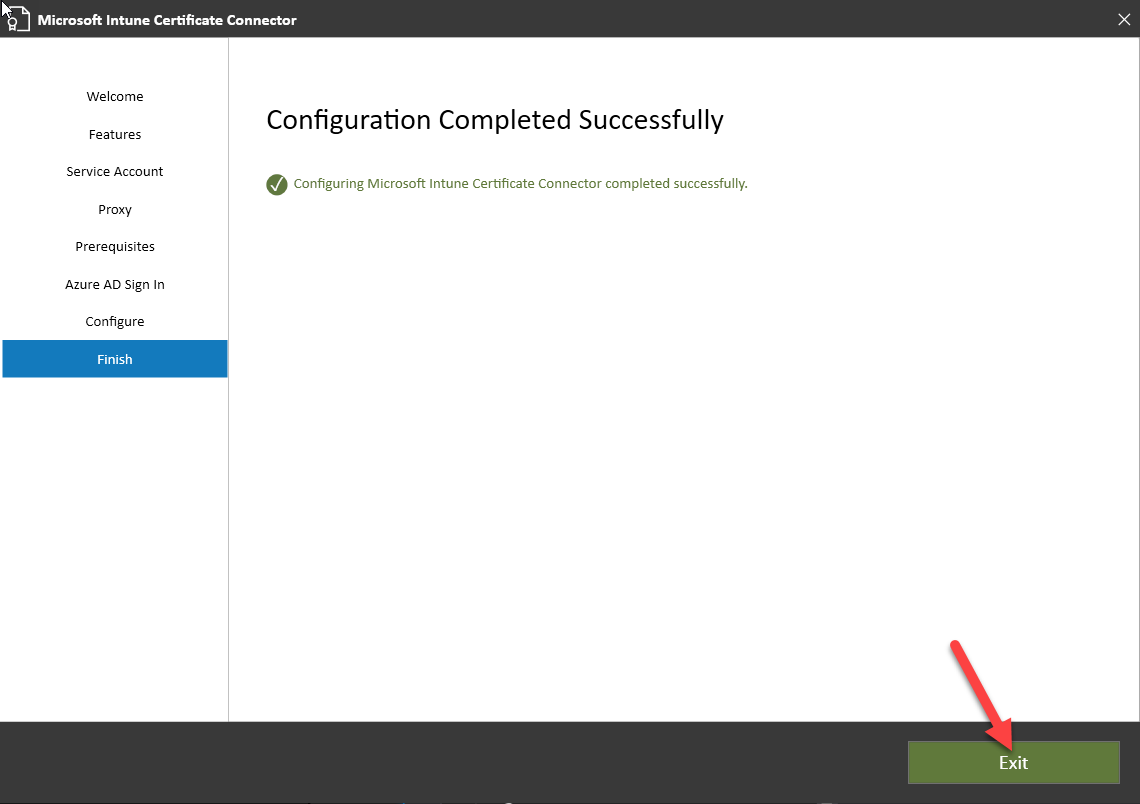 Microsoft Intune Certificate Connector
Welcome
Features
Service Account
Proxy
Prerequisites
Azure AD Sign In
Configure
Finish
Configuration Completed Successfully
Configuring Microsoft Intune Certificate Connector completed successfully.
Exit